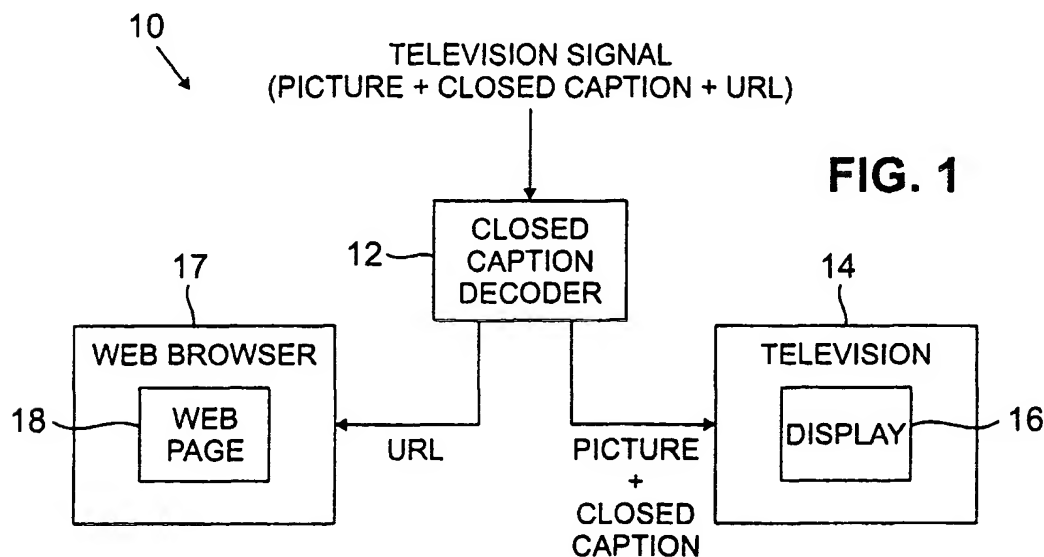 10
TELEVISION SIGNAL
(PICTURE + CLOSED CAPTION + URL)
FIG. 1
12
CLOSED
CAPTION
DECODER
17
WEB BROWSER
18
WEB
PAGE
URL
PICTURE
+
CLOSED
CAPTION
14
TELEVISION
DISPLAY
16